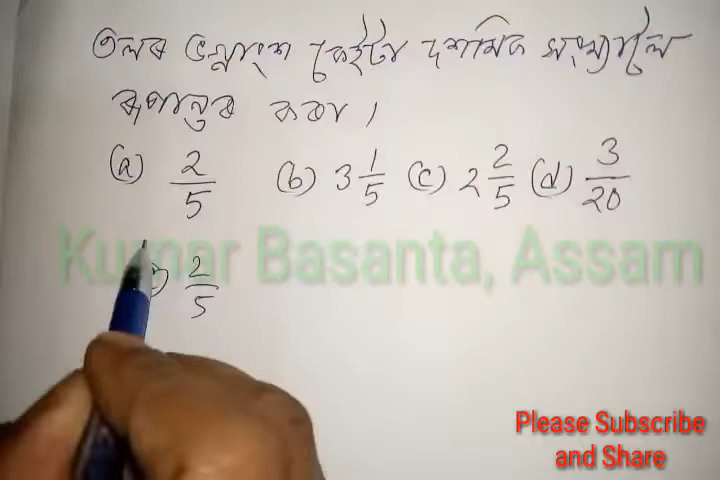 তলৰ ভগ্নাংশ কেইটা দশমিক সংখ্যালৈ
ৰূপান্তৰ কৰা ।
(a) 2/5 (b) 3 1/5 (c) 2 2/5 (d) 3/20
Kumar Basanta, Assam
2/5
Please Subscribe
and Share